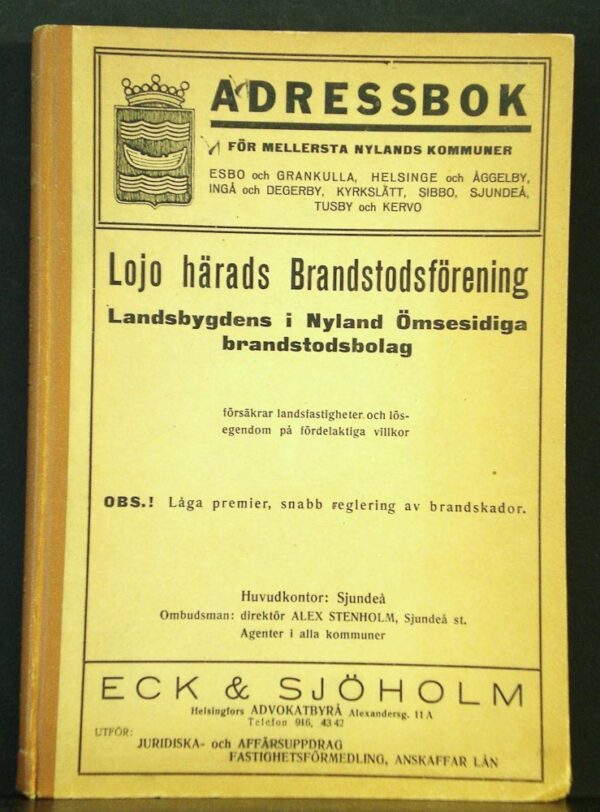 ADRESSBOK
FÖR MELLERSTA NYLANDS KOMMUNER
ESBO och GRANKULLA, HELSINGE och ÅGGELBY,
INGÅ och DEGERBY, KYRKSLÄTT, SIBBO, SJUNDEÅ,
TUSBY och KERVO
Lojo härads Brandstodsförening
Landsbygdens i Nyland Ömsesidiga
brandstodsbolag
försäkrar landsfastigheter och lös-
egendom på fördelaktiga villkor
OBS.! Låga premier, snabb reglering av brandskador.
Huvudkontor: Sjundeå
Ombudsman: direktör ALEX STENHOLM, Sjundeå st.
Agenter i alla kommuner
ECK & SJÖHOLM
Helsingfors ADVOKATBYRÅ Alexandersg. 11 A
Telefon 916, 43 42
UTFÖR:
JURIDISKA- och AFFÄRSUPPDRAG
FASTIGHETSFÖRMEDLING, ANSKAFFAR LÅN